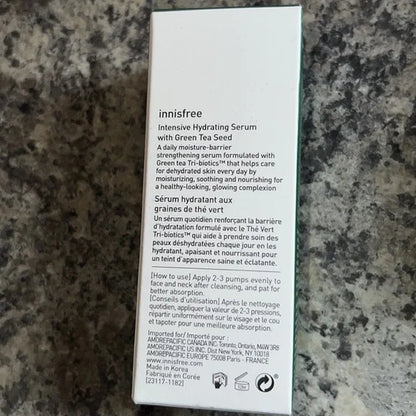 innisfree
Intensive Hydrating Serum
with Green Tea Seed
A daily moisture-barrier
strengthening serum formulated with
Green tea Tri-biotics™ that helps care
for dehydrated skin every day by
moisturizing, soothing and nourishing for
a healthy-looking, glowing complexion
Sérum hydratant aux
graines de thé vert
Un sérum quotidien renforçant la barrière
d'hydratation formulé avec le Thé Vert
Tri-biotics™ qui aide à prendre soin des
peaux déshydratées chaque jour en les
hydratant, apaisant et nourrissant pour
un teint d'apparence saine et éclatante.
[How to use] Apply 2-3 pumps evenly to
face and neck after cleansing, and pat for
better absorption.
[Conseils d'utilisation] Après le nettoyage
quotidien, appliquer la valeur de 2-3 pressions,
répartir uniformément sur le visage et le cou
et tapoter pour une meilleure absorption.
Imported for/Importé pour :
AMOREPACIFIC CANADA INC. Toronto, Ontario, M4W3R8
AMOREPACIFIC US INC. Dist New York, NY 10018
AMOREPACIFIC EUROPE 75008 Paris - FRANCE
www.innisfree.com
Made in Korea
Fabriqué en Corée
[23117-1182]